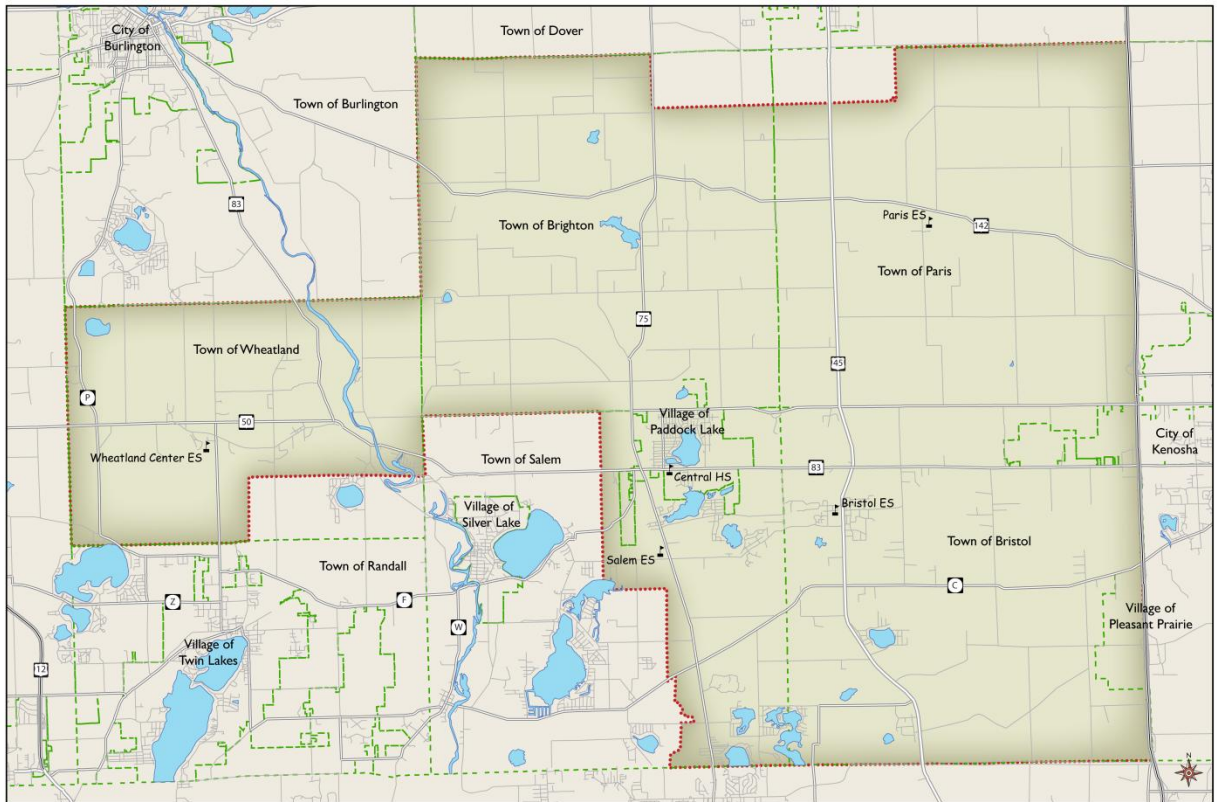 City of
Burlington
Town of Dover
Town of Burlington
83
Town of Brighton
Paris ES
142
Town of Paris
75
Town of Wheatland
45
P
50
Village of
Paddock Lake
Wheatland Center ES
Town of Salem
City of
Kenosha
83
Central HS
Village of
Silver Lake
Bristol ES
Town of Bristol
Salem ES
Town of Randall
C
Z
F
Village of
Pleasant Prairie
W
Village of
Twin Lakes
12
N